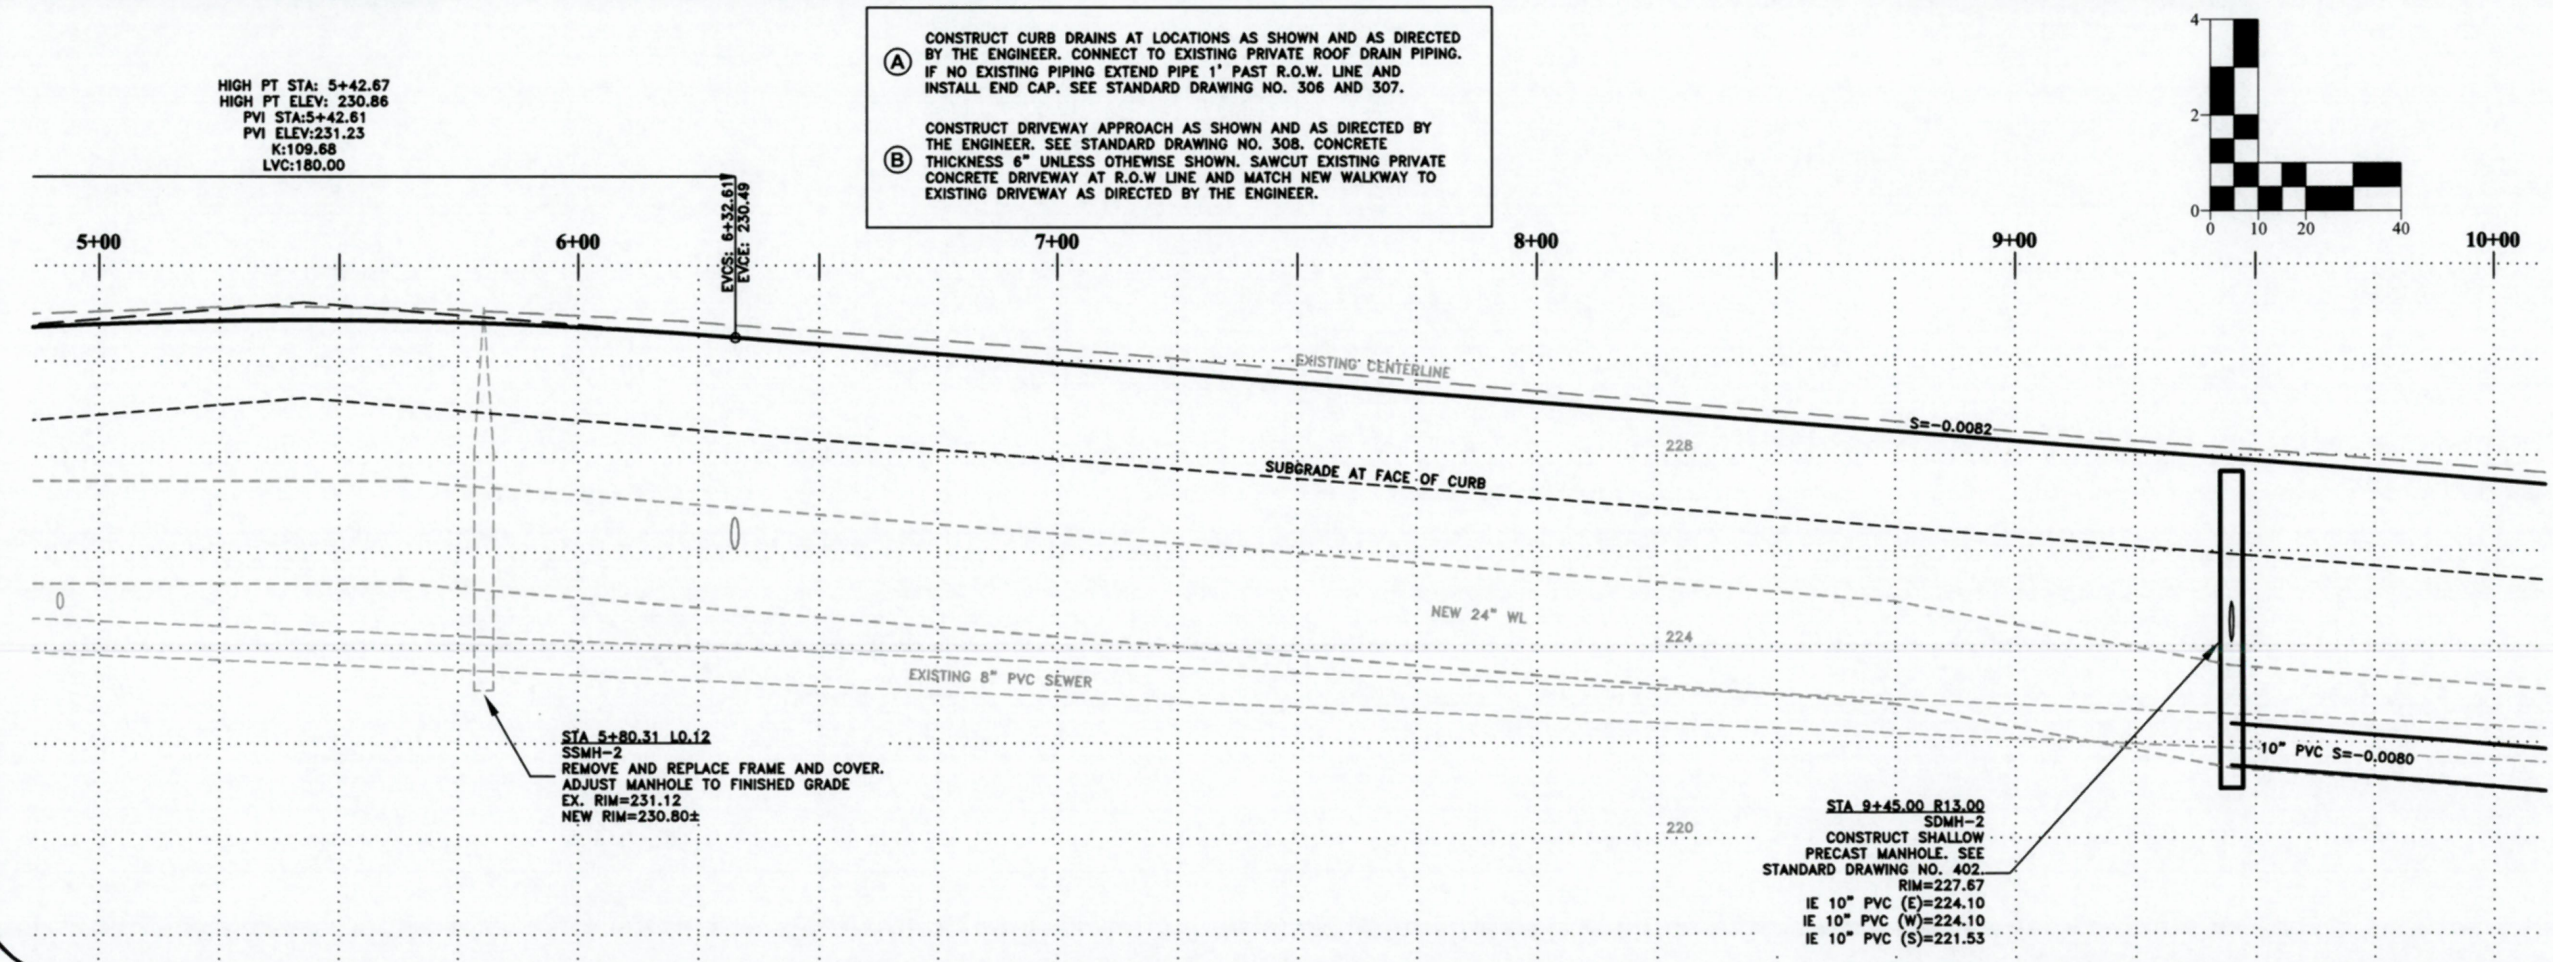 HIGH PT STA: 5+42.67
HIGH PT ELEV: 230.86
PVI STA:5+42.61
PVI ELEV:231.23
K:109.68
LVC:180.00
A
CONSTRUCT CURB DRAINS AT LOCATIONS AS SHOWN AND AS DIRECTED
BY THE ENGINEER. CONNECT TO EXISTING PRIVATE ROOF DRAIN PIPING.
IF NO EXISTING PIPING EXTEND PIPE 1' PAST R.O.W. LINE AND
INSTALL END CAP. SEE STANDARD DRAWING NO. 306 AND 307.
B
CONSTRUCT DRIVEWAY APPROACH AS SHOWN AND AS DIRECTED BY
THE ENGINEER. SEE STANDARD DRAWING NO. 308. CONCRETE
THICKNESS 6" UNLESS OTHEWISE SHOWN. SAWCUT EXISTING PRIVATE
CONCRETE DRIVEWAY AT R.O.W LINE AND MATCH NEW WALKWAY TO
EXISTING DRIVEWAY AS DIRECTED BY THE ENGINEER.
4
2
0
0 10 20 40
EVCS: 6+32.61
EVCE: 230.49
5+00 6+00 7+00 8+00 9+00 10+00
EXISTING CENTERLINE
S=-0.0082
228
SUBGRADE AT FACE OF CURB
NEW 24" WL
224
EXISTING 8" PVC SEWER
STA 5+80.31 L0.12
SSMH-2
REMOVE AND REPLACE FRAME AND COVER.
ADJUST MANHOLE TO FINISHED GRADE
EX. RIM=231.12
NEW RIM=230.80±
10" PVC S=-0.0080
220
STA 9+45.00 R13.00
SDMH-2
CONSTRUCT SHALLOW
PRECAST MANHOLE. SEE
STANDARD DRAWING NO. 402.
RIM=227.67
IE 10" PVC (E)=224.10
IE 10" PVC (W)=224.10
IE 10" PVC (S)=221.53